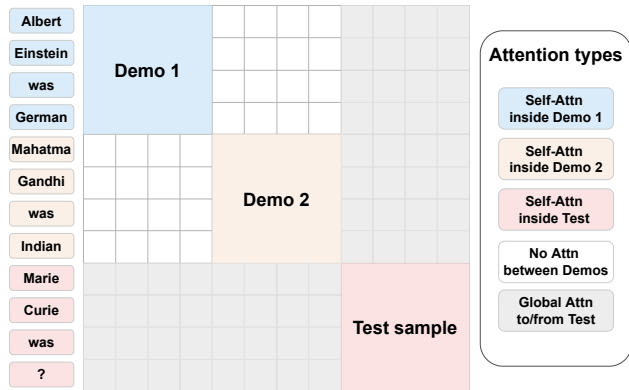 Albert
Einstein
was
German
Mahatma
Gandhi
was
Indian
Marie
Curie
was
?
Demo 1
Demo 2
Test sample
Attention types
Self-Attn
inside Demo 1
Self-Attn
inside Demo 2
Self-Attn
inside Test
No Attn
between Demos
Global Attn
to/from Test